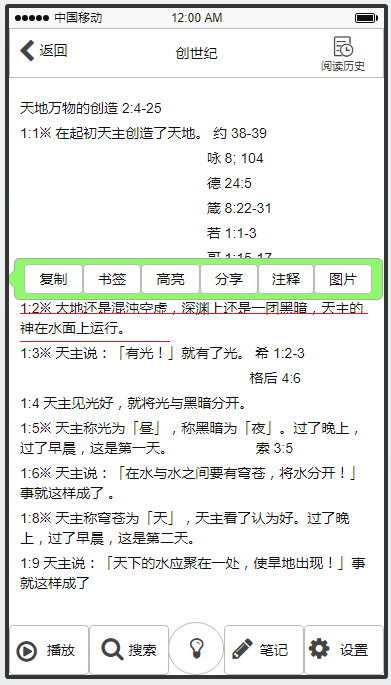 中国移动 12:00 AM
返回 创世纪 阅读历史
天地万物的创造 2:4-25
1:1※ 在起初天主创造了天地。 约 38-39
咏 8; 104
德 24:5
箴 8:22-31
若 1:1-3
哥 1:15-17
复制 书签 高亮 分享 注释 图片
1:2※ 大地还是混沌空虚，深渊上还是一团黑暗，天主的
神在水面上运行。
1:3※ 天主说：「有光！」就有了光。 希 1:2-3
格后 4:6
1:4 天主见光好，就将光与黑暗分开。
1:5※ 天主称光为「昼」，称黑暗为「夜」。过了晚上，
过了早晨，这是第一天。 索 3:5
1:6※ 天主说：「在水与水之间要有穹苍，将水分开！」
事就这样成了 。
1:8※ 天主称穹苍为「天」，天主看了认为好。过了晚
上，过了早晨，这是第二天。
1:9 天主说：「天下的水应聚在一处，使旱地出现！」事
就这样成了
播放 搜索 笔记 设置